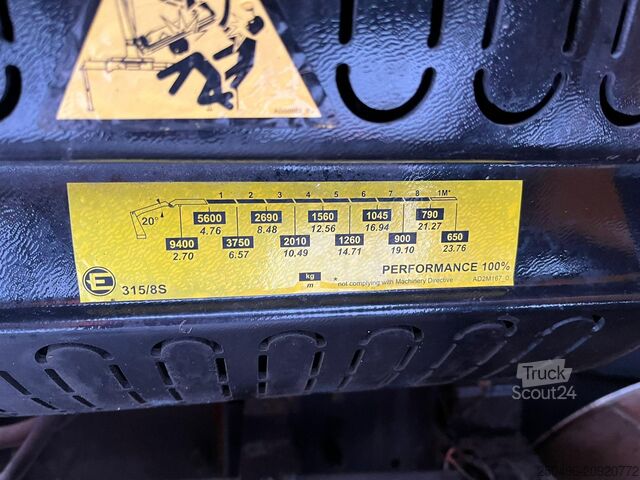 1 2 3 4 5 6 7 8 1M*
20°
5600 2690 1560 1045 790
4.76 8.48 12.56 16.94 21.27
9400 3750 2010 1260 900 650
2.70 6.57 10.49 14.71 19.10 23.76
E 315/8S
kg
m
* not complying with Machinery Directive
PERFORMANCE 100%
AD2M167_0
Truck
Scout24